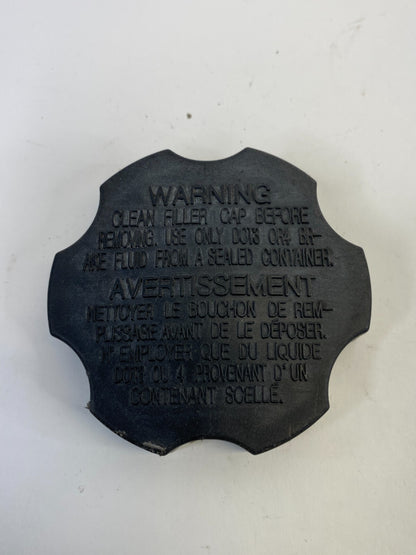 WARNING
CLEAN FILLER CAP BEFORE
REMOVING. USE ONLY DOT3 OR4 BR–
AKE FLUID FROM A SEALED CONTAINER.
AVERTISSEMENT
NETTOYER LE BOUCHON DE REM–
PLISSAGE AVANT DE LE DÉPOSER.
N' EMPLOYER QUE DU LIQUIDE
DOT3 OU 4 PROVENANT D' UN
CONTENANT SCELLÉ.